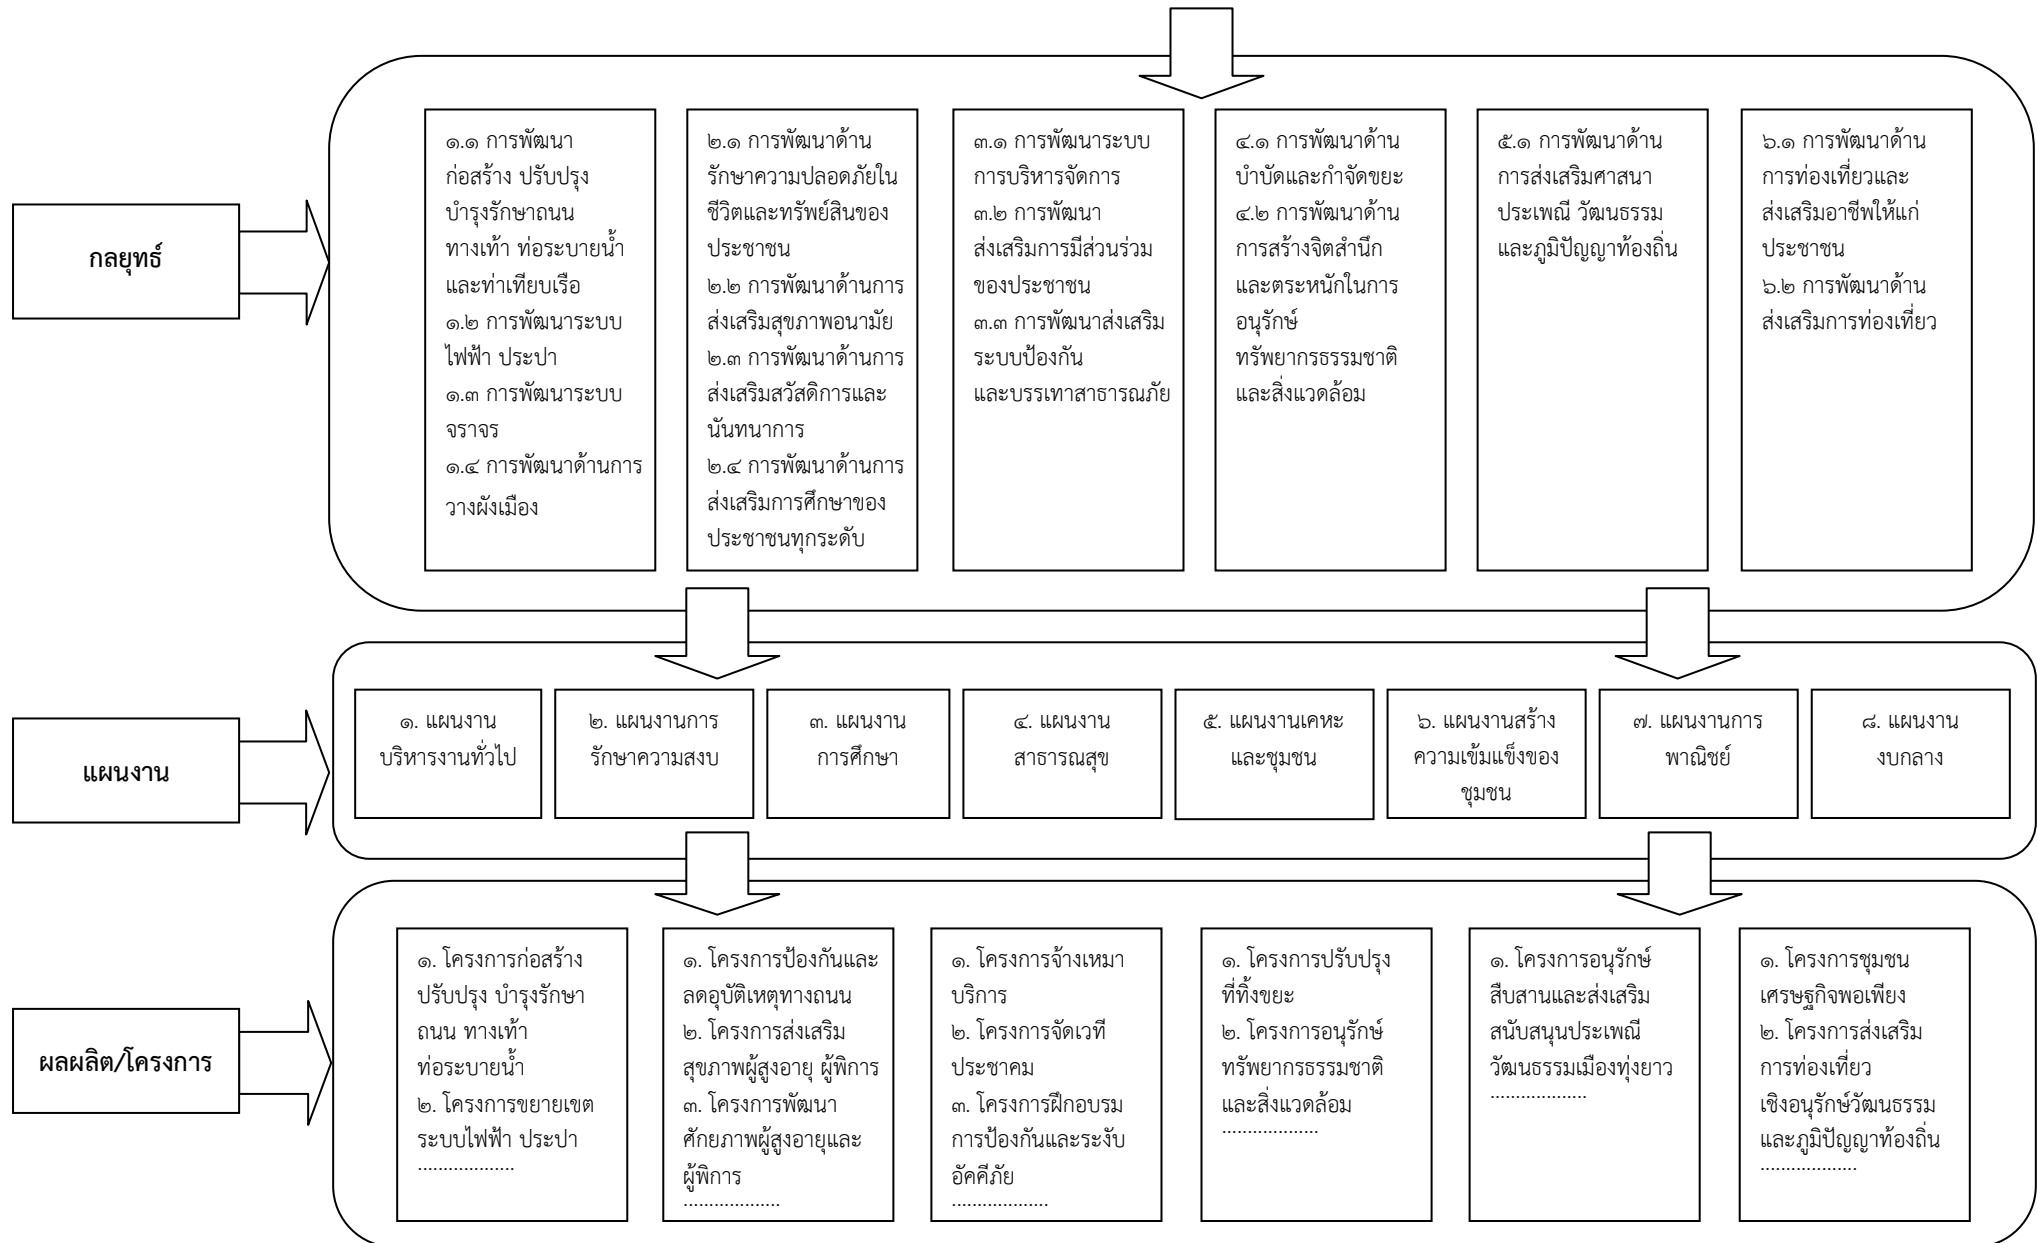 กลยุทธ์
๑.๑ การพัฒนา
ก่อสร้าง ปรับปรุง
บำรุงรักษาถนน
ทางเท้า ท่อระบายน้ำ
และท่าเทียบเรือ
๑.๒ การพัฒนาระบบ
ไฟฟ้า ประปา
๑.๓ การพัฒนาระบบ
จราจร
๑.๔ การพัฒนาด้านการ
วางผังเมือง
๒.๑ การพัฒนาด้าน
รักษาความปลอดภัยใน
ชีวิตและทรัพย์สินของ
ประชาชน
๒.๒ การพัฒนาด้านการ
ส่งเสริมสุขภาพอนามัย
๒.๓ การพัฒนาด้านการ
ส่งเสริมสวัสดิการและ
นันทนาการ
๒.๔ การพัฒนาด้านการ
ส่งเสริมการศึกษาของ
ประชาชนทุกระดับ
๓.๑ การพัฒนาระบบ
การบริหารจัดการ
๓.๒ การพัฒนา
ส่งเสริมการมีส่วนร่วม
ของประชาชน
๓.๓ การพัฒนาส่งเสริม
ระบบป้องกัน
และบรรเทาสาธารณภัย
๔.๑ การพัฒนาด้าน
บำบัดและกำจัดขยะ
๔.๒ การพัฒนาด้าน
การสร้างจิตสำนึก
และตระหนักในการ
อนุรักษ์
ทรัพยากรธรรมชาติ
และสิ่งแวดล้อม
๕.๑ การพัฒนาด้าน
การส่งเสริมศาสนา
ประเพณี วัฒนธรรม
และภูมิปัญญาท้องถิ่น
๖.๑ การพัฒนาด้าน
การท่องเที่ยวและ
ส่งเสริมอาชีพให้แก่
ประชาชน
๖.๒ การพัฒนาด้าน
ส่งเสริมการท่องเที่ยว
แผนงาน
๑. แผนงาน
บริหารงานทั่วไป
๒. แผนงานการ
รักษาความสงบ
๓. แผนงาน
การศึกษา
๔. แผนงาน
สาธารณสุข
๕. แผนงานเคหะ
และชุมชน
๖. แผนงานสร้าง
ความเข้มแข็งของ
ชุมชน
๗. แผนงานการ
พาณิชย์
๘. แผนงาน
งบกลาง
ผลผลิต/โครงการ
๑. โครงการก่อสร้าง
ปรับปรุง บำรุงรักษา
ถนน ทางเท้า
ท่อระบายน้ำ
๒. โครงการขยายเขต
ระบบไฟฟ้า ประปา
...................
๑. โครงการป้องกันและ
ลดอุบัติเหตุทางถนน
๒. โครงการส่งเสริม
สุขภาพผู้สูงอายุ ผู้พิการ
๓. โครงการพัฒนา
ศักยภาพผู้สูงอายุและ
ผู้พิการ
...................
๑. โครงการจ้างเหมา
บริการ
๒. โครงการจัดเวที
ประชาคม
๓. โครงการฝึกอบรม
การป้องกันและระงับ
อัคคีภัย
...................
๑. โครงการปรับปรุง
ที่ทิ้งขยะ
๒. โครงการอนุรักษ์
ทรัพยากรธรรมชาติ
และสิ่งแวดล้อม
...................
๑. โครงการอนุรักษ์
สืบสานและส่งเสริม
สนับสนุนประเพณี
วัฒนธรรมเมืองทุ่งยาว
...................
๑. โครงการชุมชน
เศรษฐกิจพอเพียง
๒. โครงการส่งเสริม
การท่องเที่ยว
เชิงอนุรักษ์วัฒนธรรม
และภูมิปัญญาท้องถิ่น
...................